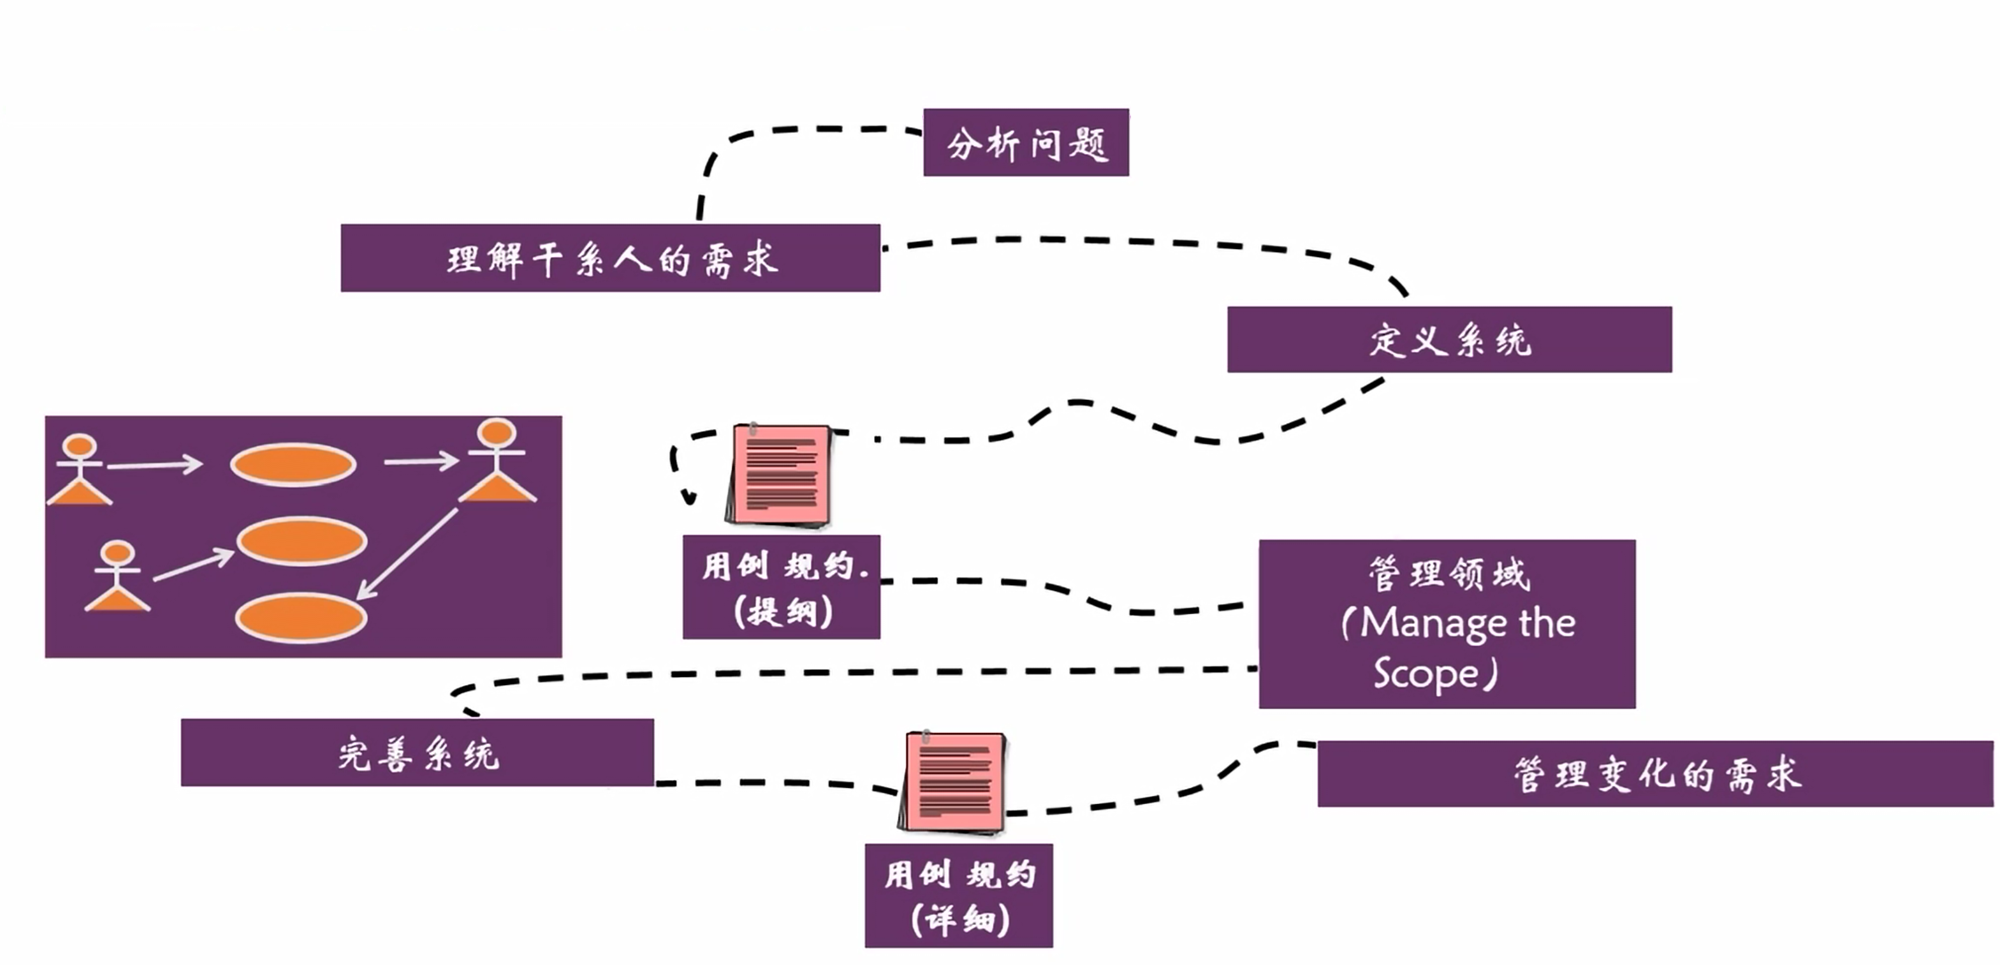 分析问题
理解干系人的需求
定义系统
用例 规约.
(提纲)
管理领域
(Manage the
Scope)
完善系统
管理变化的需求
用例 规约
(详细)